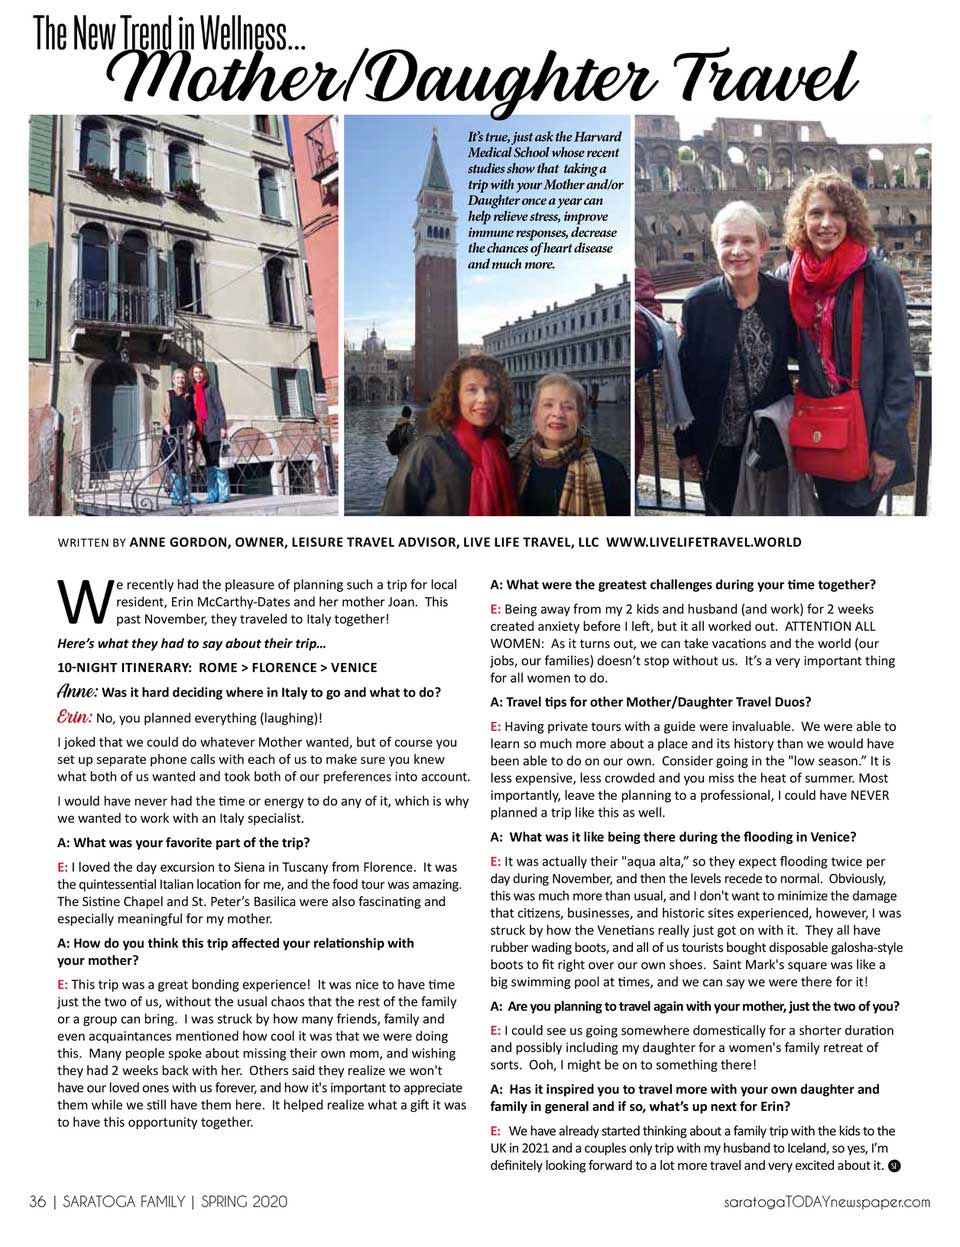 The New Trend in Wellness...
Mother/Daughter Travel
It's true, just ask the Harvard
Medical School whose recent
studies show that taking a
trip with your Mother and/or
Daughter once a year can
help relieve stress, improve
immune responses, decrease
the chances of heart disease
and much more.
WRITTEN BY ANNE GORDON, OWNER, LEISURE TRAVEL ADVISOR, LIVE LIFE TRAVEL, LLC WWW.LIVELIFETRAVEL.WORLD
We recently had the pleasure of planning such a trip for local
resident, Erin McCarthy-Dates and her mother Joan. This
past November, they traveled to Italy together!
Here's what they had to say about their trip...
10-NIGHT ITINERARY: ROME > FLORENCE > VENICE
Anne: Was it hard deciding where in Italy to go and what to do?
Erin: No, you planned everything (laughing)!
I joked that we could do whatever Mother wanted, but of course you
set up separate phone calls with each of us to make sure you knew
what both of us wanted and took both of our preferences into account.
I would have never had the time or energy to do any of it, which is why
we wanted to work with an Italy specialist.
A: What was your favorite part of the trip?
E: I loved the day excursion to Siena in Tuscany from Florence. It was
the quintessential Italian location for me, and the food tour was amazing.
The Sistine Chapel and St. Peter's Basilica were also fascinating and
especially meaningful for my mother.
A: How do you think this trip affected your relationship with
your mother?
E: This trip was a great bonding experience! It was nice to have time
just the two of us, without the usual chaos that the rest of the family
or a group can bring. I was struck by how many friends, family and
even acquaintances mentioned how cool it was that we were doing
this. Many people spoke about missing their own mom, and wishing
they had 2 weeks back with her. Others said they realize we won't
have our loved ones with us forever, and how it's important to appreciate
them while we still have them here. It helped realize what a gift it was
to have this opportunity together.
A: What were the greatest challenges during your time together?
E: Being away from my 2 kids and husband (and work) for 2 weeks
created anxiety before I left, but it all worked out. ATTENTION ALL
WOMEN: As it turns out, we can take vacations and the world (our
jobs, our families) doesn't stop without us. It's a very important thing
for all women to do.
A: Travel tips for other Mother/Daughter Travel Duos?
E: Having private tours with a guide were invaluable. We were able to
learn so much more about a place and its history than we would have
been able to do on our own. Consider going in the "low season." It is
less expensive, less crowded and you miss the heat of summer. Most
importantly, leave the planning to a professional, I could have NEVER
planned a trip like this as well.
A: What was it like being there during the flooding in Venice?
E: It was actually their "aqua alta," so they expect flooding twice per
day during November, and then the levels recede to normal. Obviously,
this was much more than usual, and I don't want to minimize the damage
that citizens, businesses, and historic sites experienced, however, I was
struck by how the Venetians really just got on with it. They all have
rubber wading boots, and all of us tourists bought disposable galosha-style
boots to fit right over our own shoes. Saint Mark's square was like a
big swimming pool at times, and we can say we were there for it!
A: Are you planning to travel again with your mother, just the two of you?
E: I could see us going somewhere domestically for a shorter duration
and possibly including my daughter for a women's family retreat of
sorts. Ooh, I might be on to something there!
A: Has it inspired you to travel more with your own daughter and
family in general and if so, what's up next for Erin?
E: We have already started thinking about a family trip with the kids to the
UK in 2021 and a couples only trip with my husband to Iceland, so yes, I'm
definitely looking forward to a lot more travel and very excited about it. SF
36 | SARATOGA FAMILY | SPRING 2020
saratogaTODAYnewspaper.com